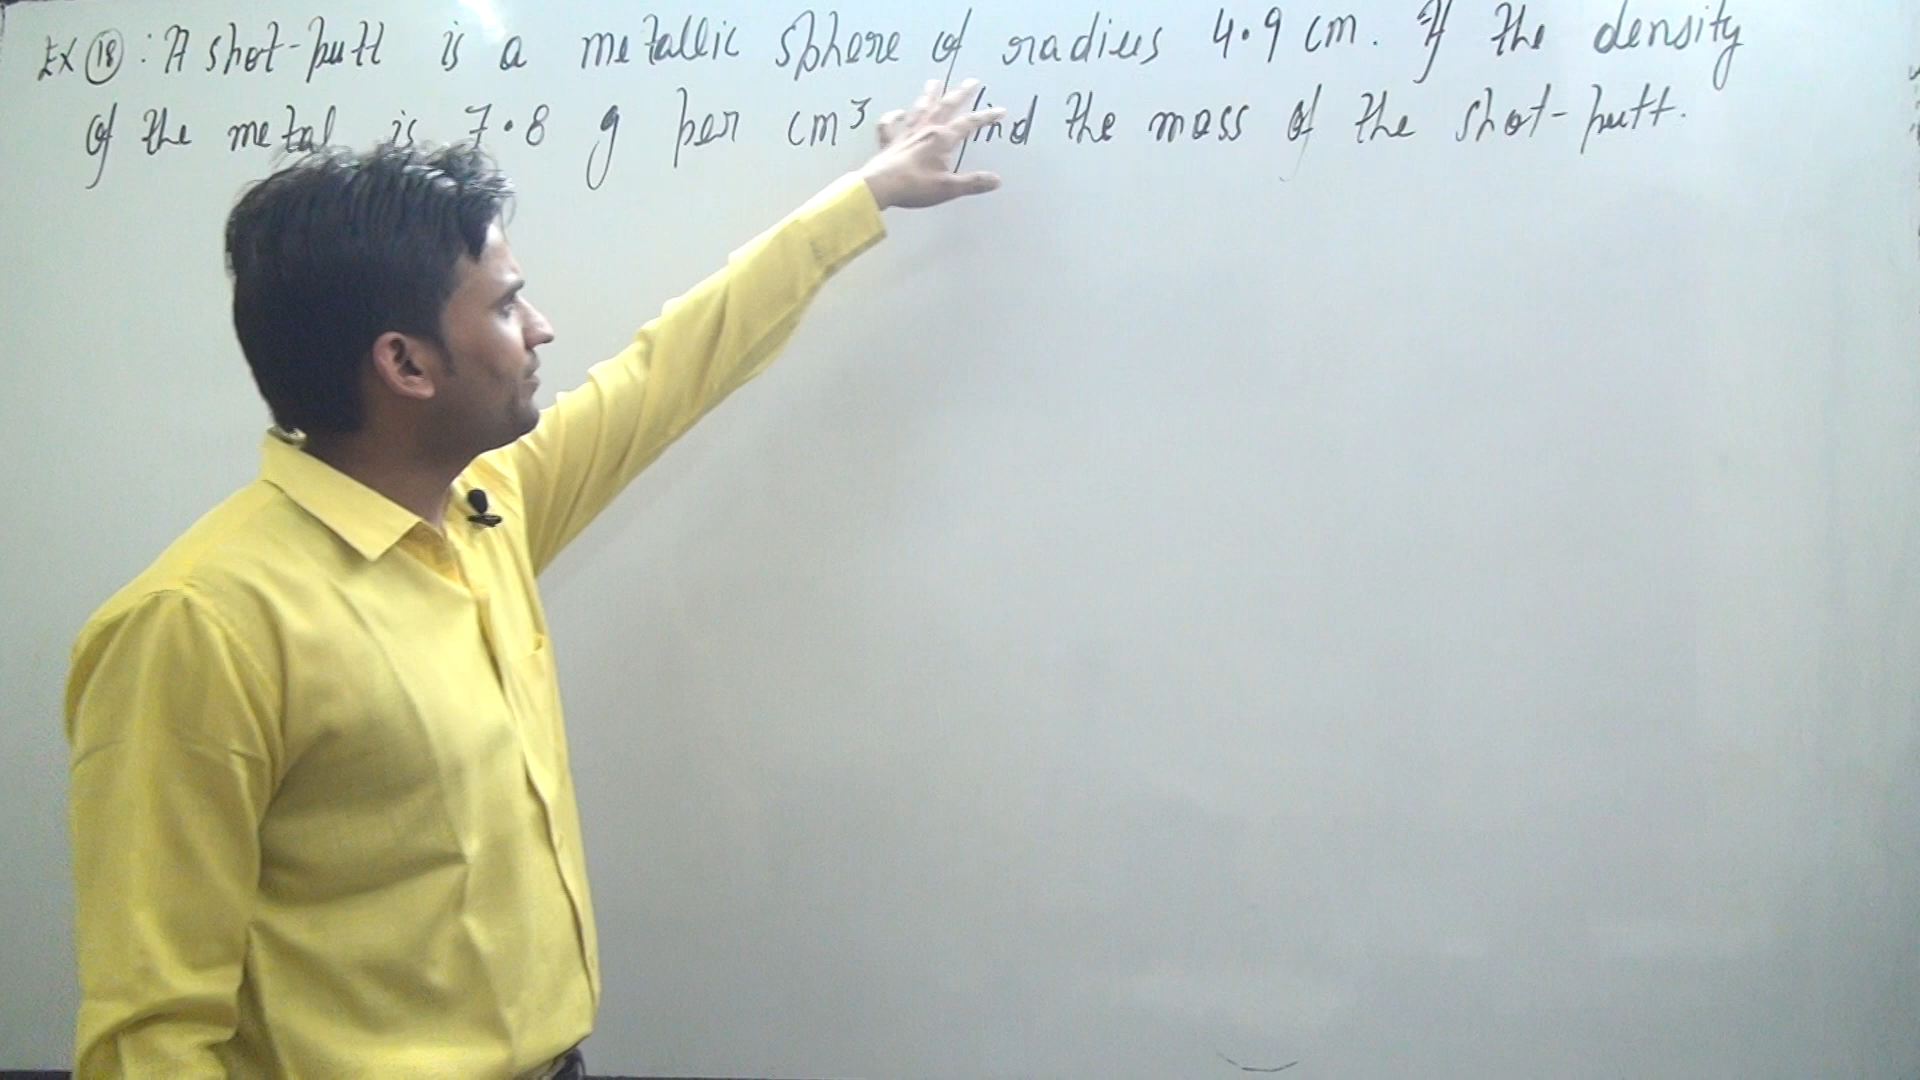 Ex 18 : A shot-putt is a metallic sphere of radius 4.9 cm. If the density
of the metal is 7.8 g per cm³ find the mass of the shot-putt.